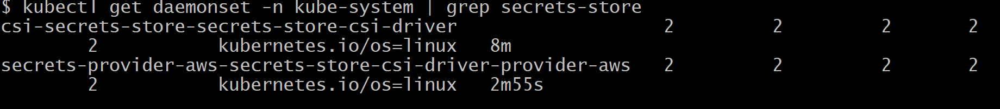 $ kubectl get daemonset -n kube-system | grep secrets-store
csi-secrets-store-secrets-store-csi-driver 2 2 2 2
2 kubernetes.io/os=linux 8m
secrets-provider-aws-secrets-store-csi-driver-provider-aws 2 2 2 2
2 kubernetes.io/os=linux 2m55s